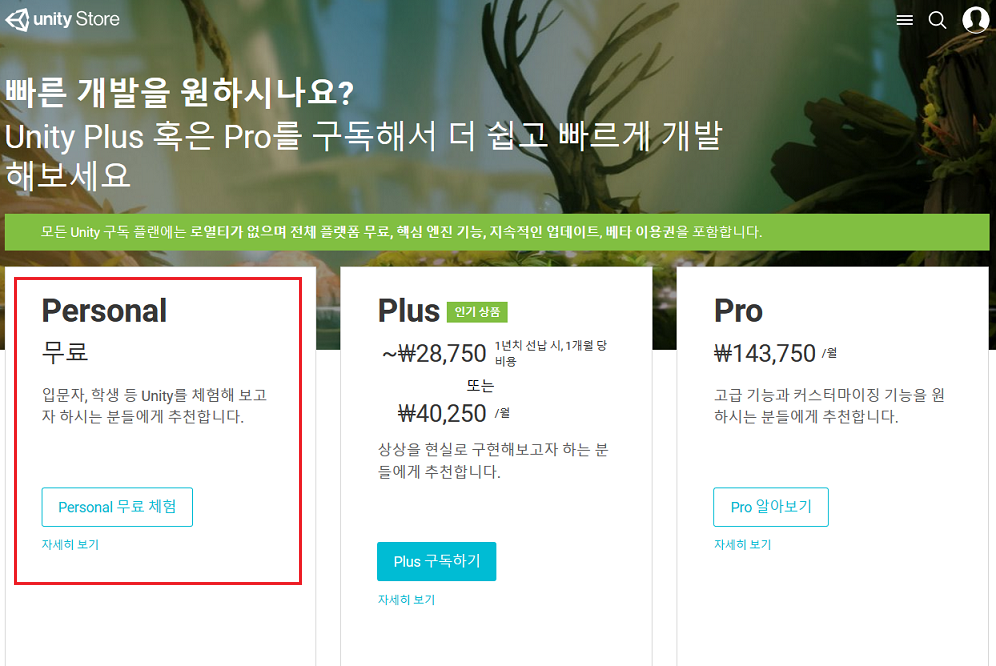 unity Store
빠른 개발을 원하시나요?
Unity Plus 혹은 Pro를 구독해서 더 쉽고 빠르게 개발
해보세요
모든 Unity 구독 플랜에는 로열티가 없으며 전체 플랫폼 무료, 핵심 엔진 기능, 지속적인 업데이트, 베타 이용권을 포함합니다.
Personal
무료
입문자, 학생 등 Unity를 체험해 보고
자 하시는 분들에게 추천합니다.
Personal 무료 체험
자세히 보기
Plus 인기 상품
~₩28,750 1년치 선납 시, 1개월 당
비용
또는
₩40,250 /월
상상을 현실로 구현해보고자 하는 분
들에게 추천합니다.
Plus 구독하기
자세히 보기
Pro
₩143,750 /월
고급 기능과 커스터마이징 기능을 원
하시는 분들에게 추천합니다.
Pro 알아보기
자세히 보기